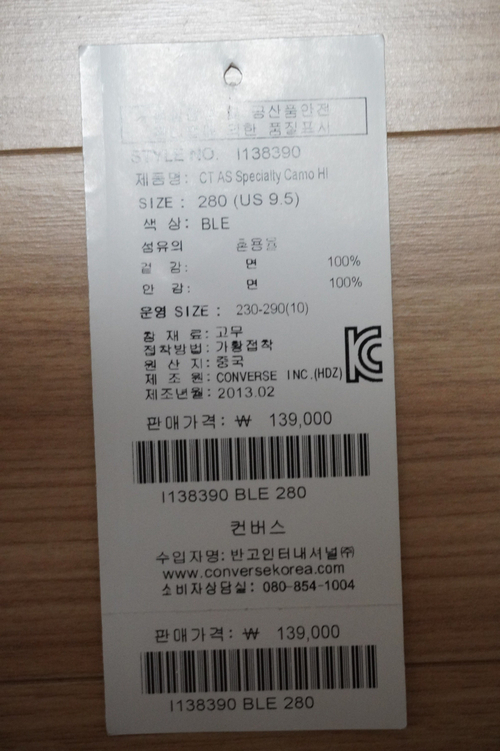 공산품안전
의한 품질표시
STYLE NO. I138390
제품명: CT AS Specialty Camo HI
SIZE : 280 (US 9.5)
색 상: BLE
섬유의 혼용율
겉 감: 면 100%
안 감: 면 100%
운영 SIZE : 230-290(10)
창 재 료: 고무
접착방법: 가황접착
원 산 지: 중국
제 조 원: CONVERSE INC.(HDZ)
제조년월: 2013.02
판매가격: ₩ 139,000
I138390 BLE 280
컨버스
수입자명: 반고인터내셔널㈜
www.conversekorea.com
소비자상담실: 080-854-1004
판매가격: ₩ 139,000
I138390 BLE 280